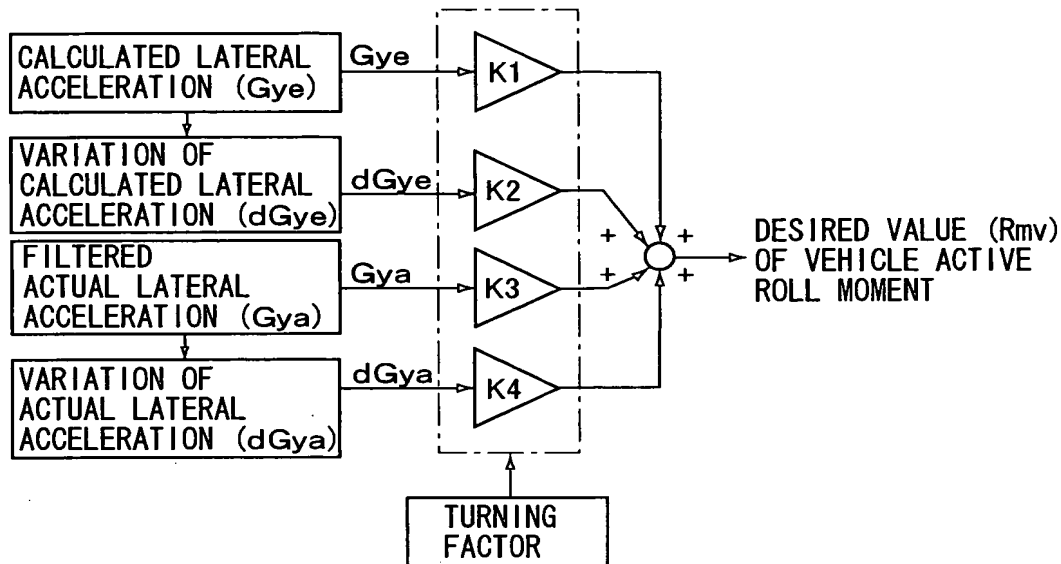 CALCULATED LATERAL
ACCELERATION (Gye)
Gye
K1
VARIATION OF
CALCULATED LATERAL
ACCELERATION (dGye)
dGye
K2
FILTERED
ACTUAL LATERAL
ACCELERATION (Gya)
Gya
K3
VARIATION OF
ACTUAL LATERAL
ACCELERATION (dGya)
dGya
K4
+ +
+ +
DESIRED VALUE (Rmv)
OF VEHICLE ACTIVE
ROLL MOMENT
TURNING
FACTOR